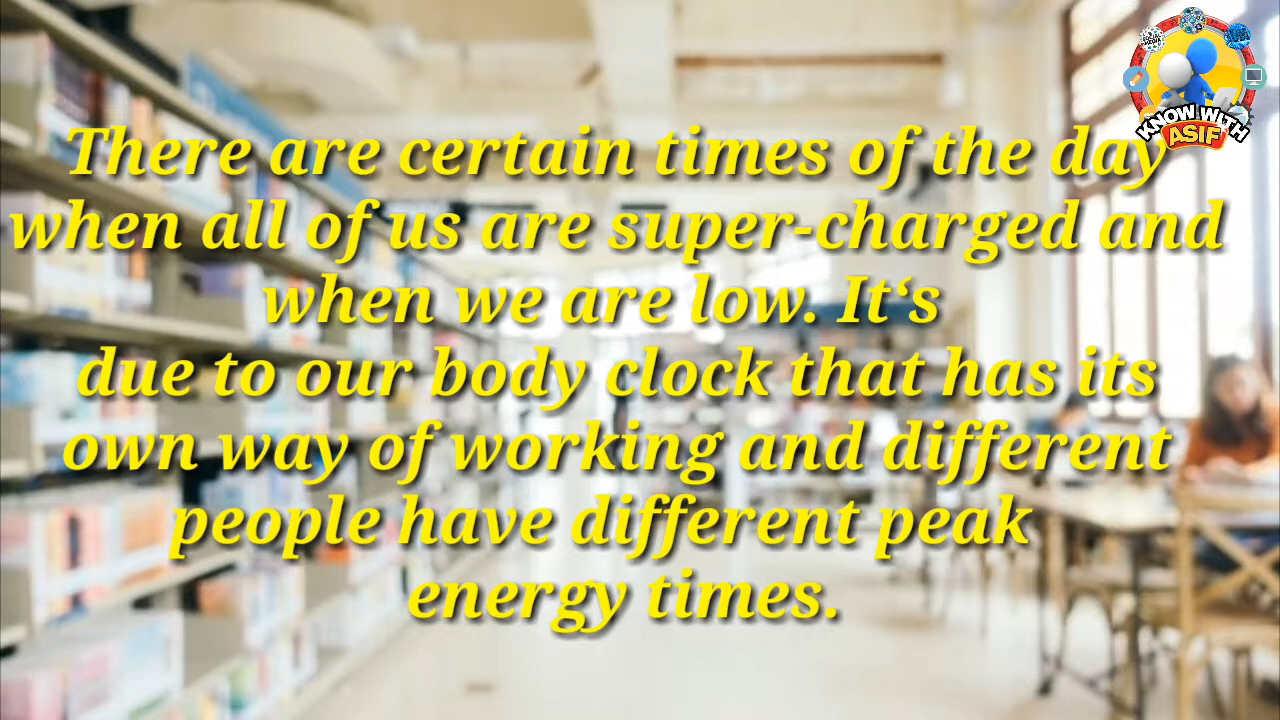 KNOW WITH
ASIF
There are certain times of the day
when all of us are super-charged and
when we are low. It‘s
due to our body clock that has its
own way of working and different
people have different peak
energy times.